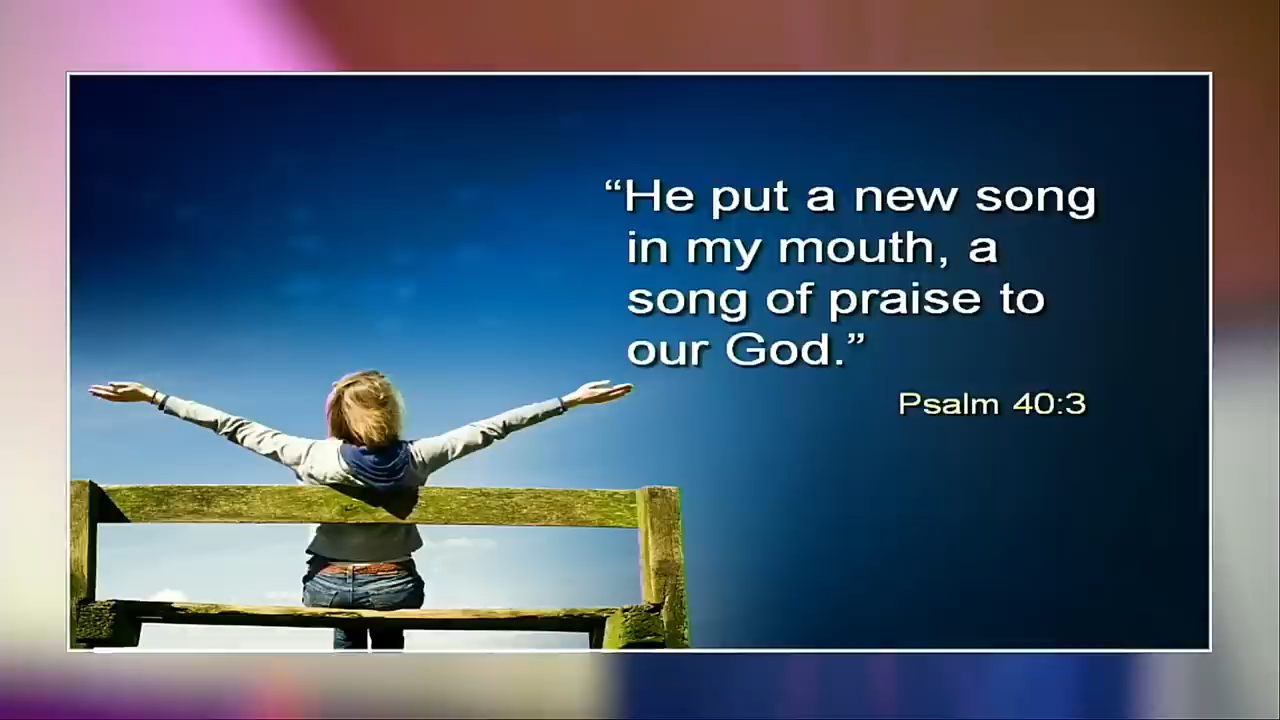 “He put a new song
in my mouth, a
song of praise to
our God.”
Psalm 40:3